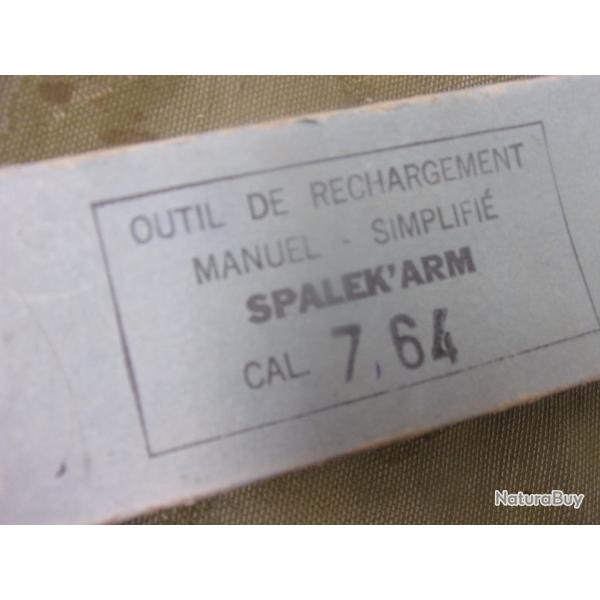 OUTIL DE RECHARGEMENT
MANUEL - SIMPLIFIÉ
SPALEK'ARM
CAL. 7,64
NaturaBuy